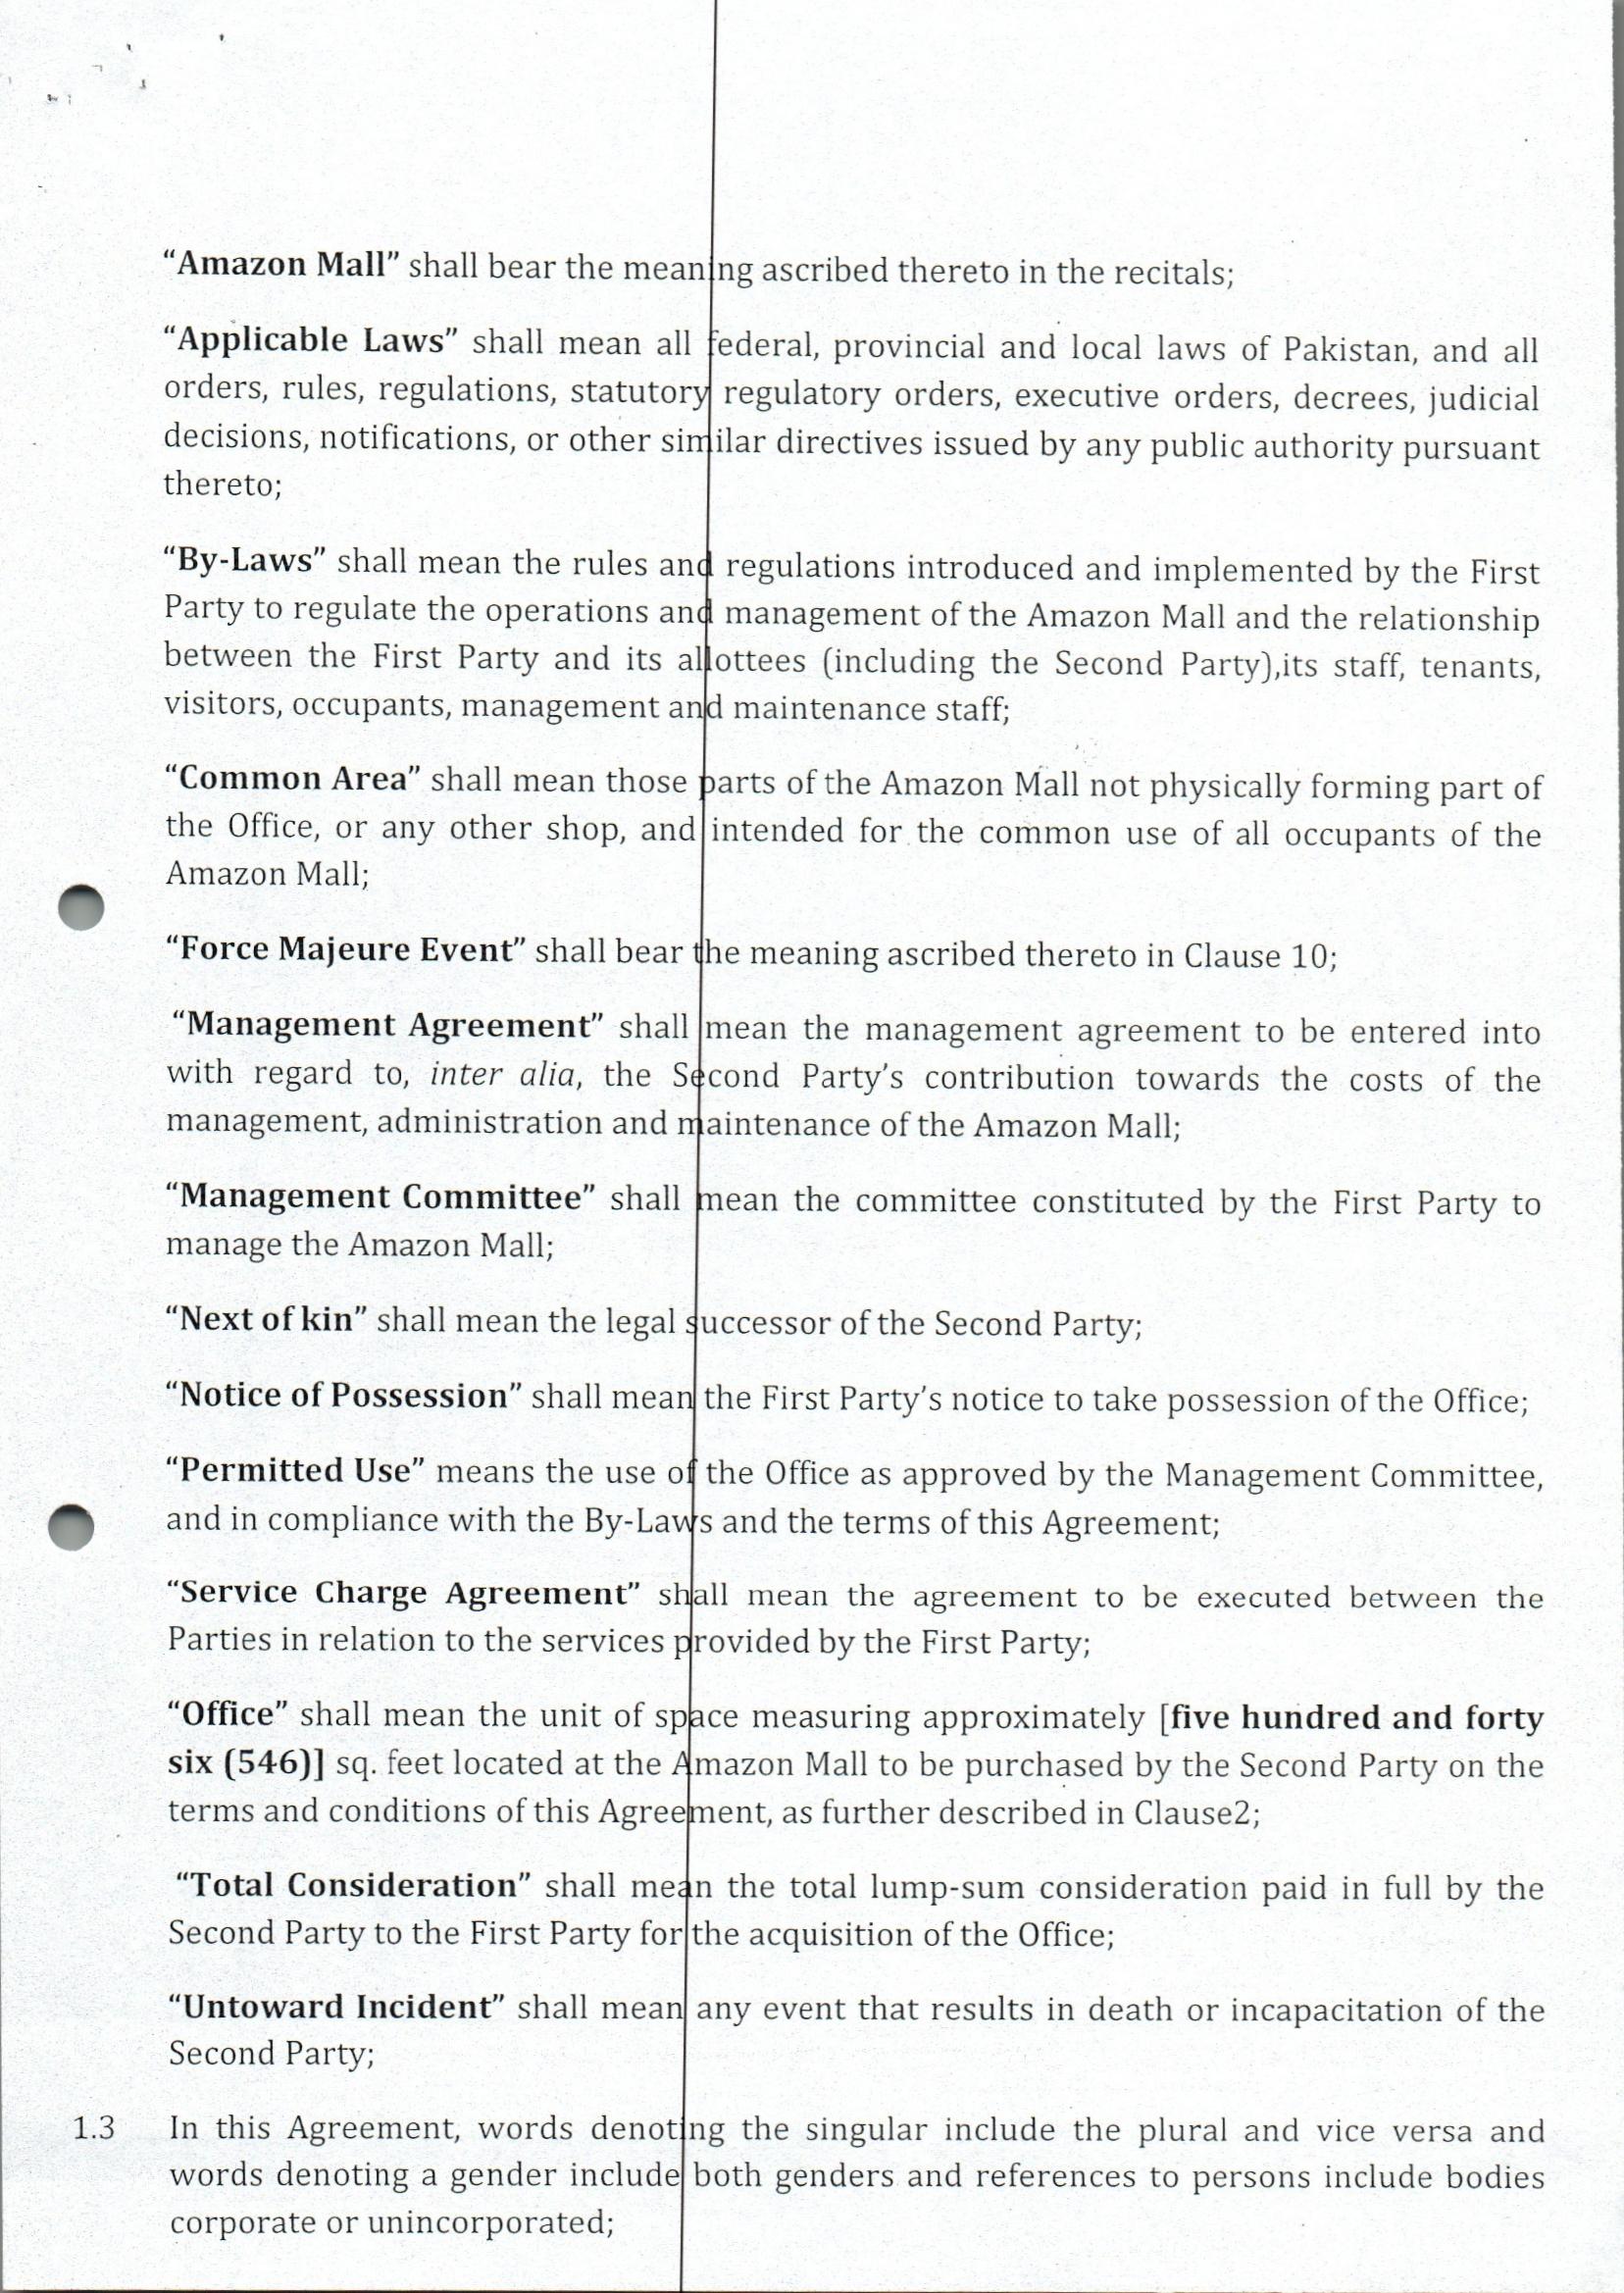 “Amazon Mall” shall bear the meaning ascribed thereto in the recitals;
“Applicable Laws” shall mean all federal, provincial and local laws of Pakistan, and all
orders, rules, regulations, statutory regulatory orders, executive orders, decrees, judicial
decisions, notifications, or other similar directives issued by any public authority pursuant
thereto;
“By-Laws” shall mean the rules and regulations introduced and implemented by the First
Party to regulate the operations and management of the Amazon Mall and the relationship
between the First Party and its allottees (including the Second Party),its staff, tenants,
visitors, occupants, management and maintenance staff;
“Common Area” shall mean those parts of the Amazon Mall not physically forming part of
the Office, or any other shop, and intended for the common use of all occupants of the
Amazon Mall;
“Force Majeure Event” shall bear the meaning ascribed thereto in Clause 10;
“Management Agreement” shall mean the management agreement to be entered into
with regard to, inter alia, the Second Party’s contribution towards the costs of the
management, administration and maintenance of the Amazon Mall;
“Management Committee” shall mean the committee constituted by the First Party to
manage the Amazon Mall;
“Next of kin” shall mean the legal successor of the Second Party;
“Notice of Possession” shall mean the First Party’s notice to take possession of the Office;
“Permitted Use” means the use of the Office as approved by the Management Committee,
and in compliance with the By-Laws and the terms of this Agreement;
“Service Charge Agreement” shall mean the agreement to be executed between the
Parties in relation to the services provided by the First Party;
“Office” shall mean the unit of space measuring approximately [five hundred and forty
six (546)] sq. feet located at the Amazon Mall to be purchased by the Second Party on the
terms and conditions of this Agreement, as further described in Clause2;
“Total Consideration” shall mean the total lump-sum consideration paid in full by the
Second Party to the First Party for the acquisition of the Office;
“Untoward Incident” shall mean any event that results in death or incapacitation of the
Second Party;
1.3 In this Agreement, words denoting the singular include the plural and vice versa and
words denoting a gender include both genders and references to persons include bodies
corporate or unincorporated;